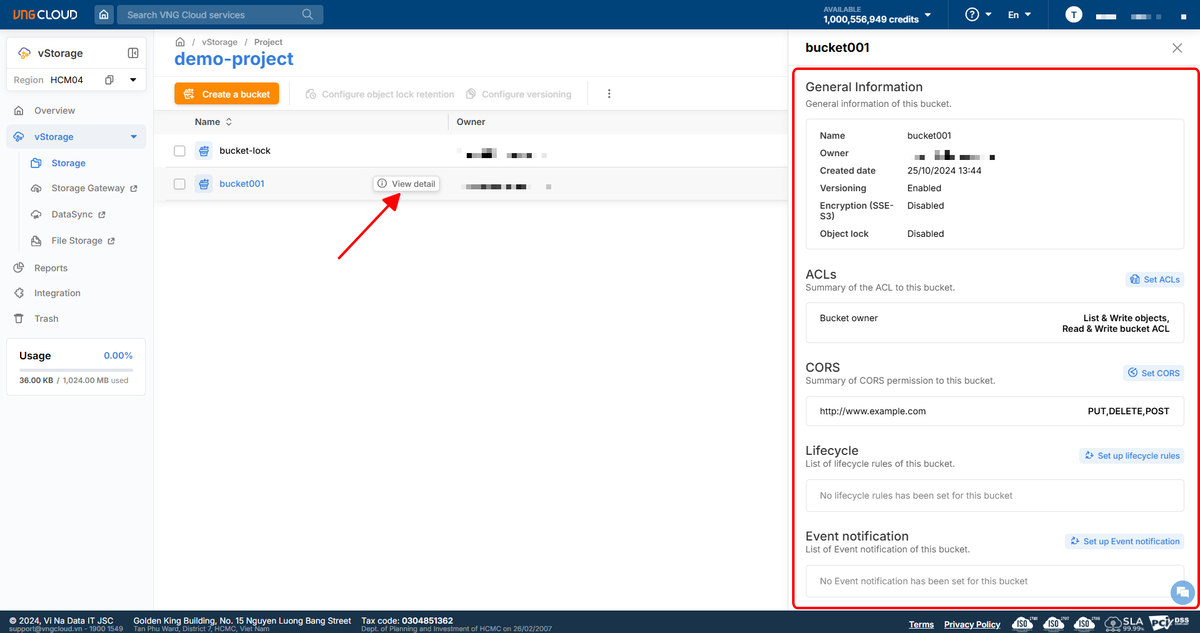 VNG CLOUD
Search VNG Cloud services
AVAILABLE
1,000,556,949 credits
En
T
vStorage
Region HCM04
Overview
vStorage
Storage
Storage Gateway
DataSync
File Storage
Reports
Integration
Trash
Usage 0.00%
36.00 KB / 1,024.00 MB used
/ vStorage / Project
demo-project
Create a bucket
Configure object lock retention
Configure versioning
Name
Owner
bucket-lock
bucket001
View detail
bucket001
General Information
General information of this bucket.
Name bucket001
Owner
Created date 25/10/2024 13:44
Versioning Enabled
Encryption (SSE-S3) Disabled
Object lock Disabled
ACLs
Summary of the ACL to this bucket.
Set ACLs
Bucket owner
List & Write objects,
Read & Write bucket ACL
CORS
Summary of CORS permission to this bucket.
Set CORS
http://www.example.com PUT,DELETE,POST
Lifecycle
List of lifecycle rules of this bucket.
Set up lifecycle rules
No lifecycle rules has been set for this bucket
Event notification
List of Event notification of this bucket.
Set up Event notification
No Event notification has been set for this bucket
© 2024, Vi Na Data IT JSC
support@vngcloud.vn - 1900 1549
Golden King Building, No. 15 Nguyen Luong Bang Street
Tan Phu Ward, District 7, HCMC, Viet Nam
Tax code: 0304851362
Dept. of Planning and Investment of HCMC on 26/02/2007
Terms
Privacy Policy
ISO
ISO
ISO
SLA
99.99%
PCI DSS